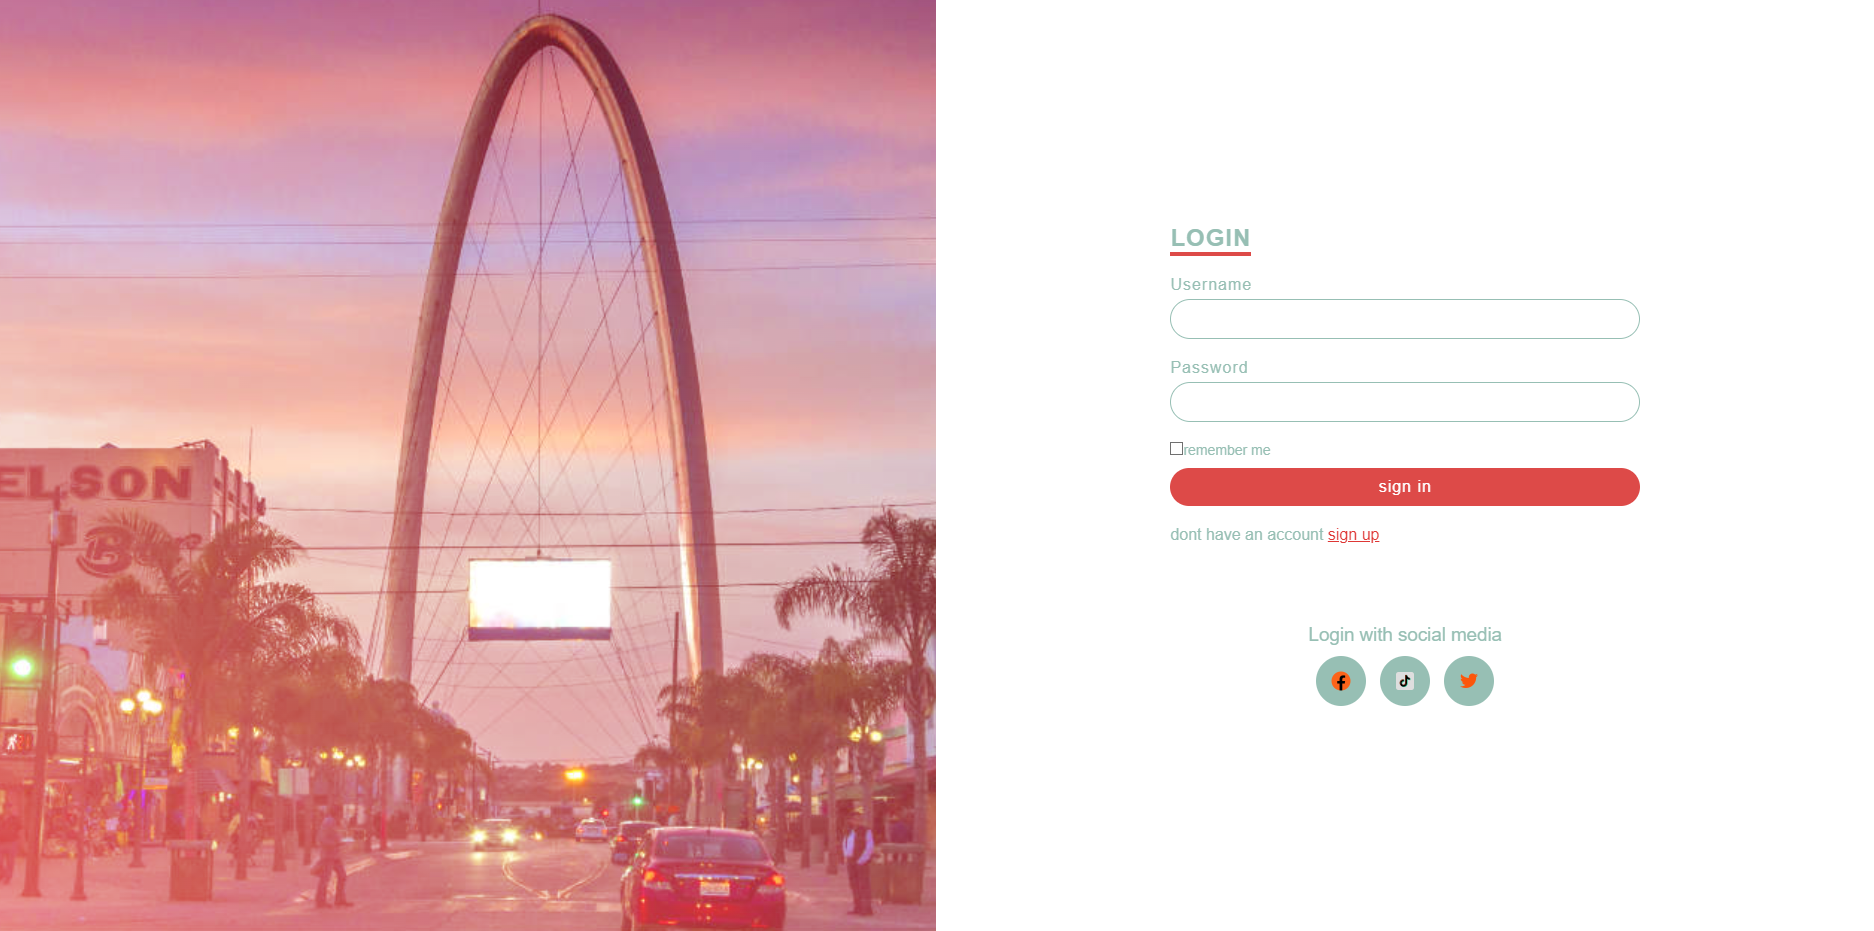 ELSON
LOGIN
Username
Password
remember me
sign in
dont have an account sign up
Login with social media